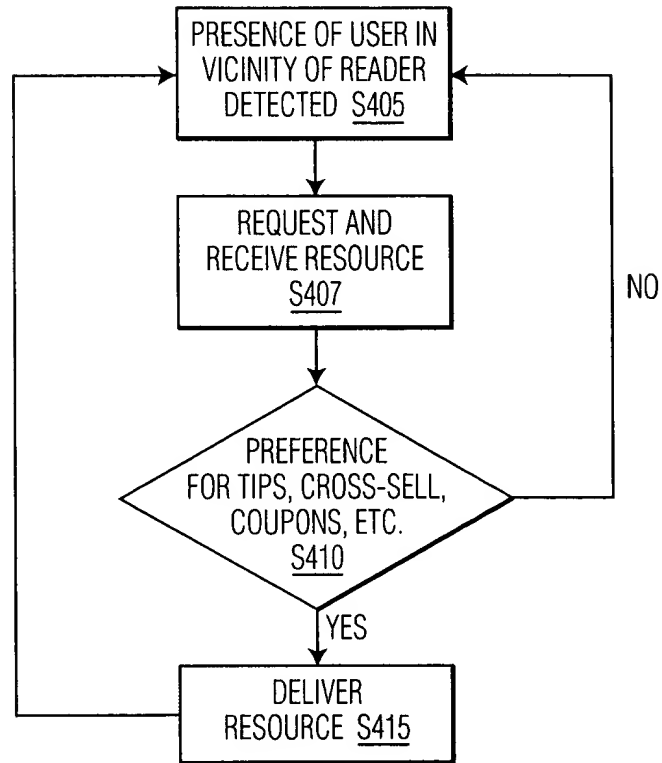 PRESENCE OF USER IN
VICINITY OF READER
DETECTED S405
REQUEST AND
RECEIVE RESOURCE
S407
NO
PREFERENCE
FOR TIPS, CROSS-SELL,
COUPONS, ETC.
S410
YES
DELIVER
RESOURCE S415